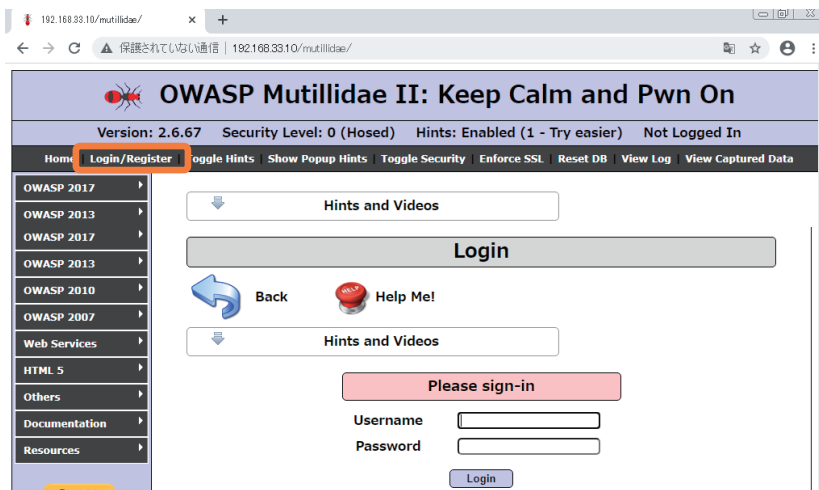 192.168.33.10/mutillidae/
保護されていない通信 | 192.168.33.10/mutillidae/
OWASP Mutillidae II: Keep Calm and Pwn On
Version: 2.6.67 Security Level: 0 (Hosed) Hints: Enabled (1 - Try easier) Not Logged In
Home | Login/Register | Toggle Hints | Show Popup Hints | Toggle Security | Enforce SSL | Reset DB | View Log | View Captured Data
OWASP 2017
OWASP 2013
OWASP 2017
OWASP 2013
OWASP 2010
OWASP 2007
Web Services
HTML 5
Others
Documentation
Resources
Hints and Videos
Login
Back
HELP
Help Me!
Hints and Videos
Please sign-in
Username
Password
Login